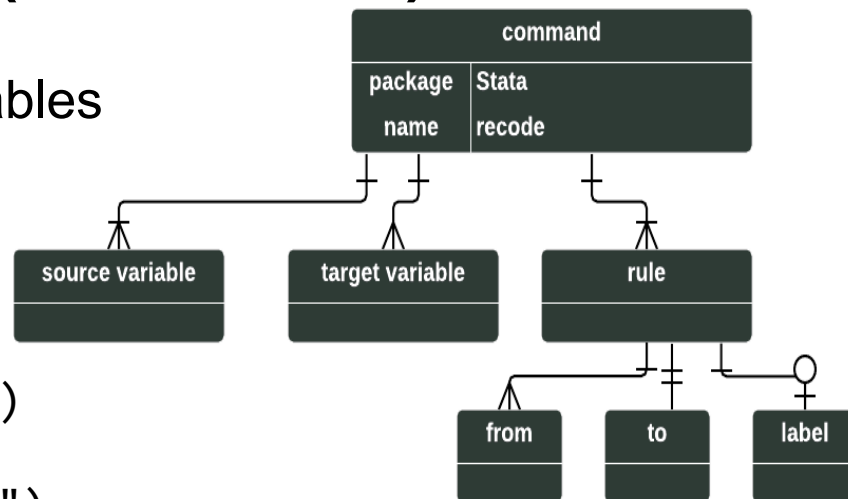 command
package Stata
name recode
ables
source variable
target variable
rule
)
from
to
label
")